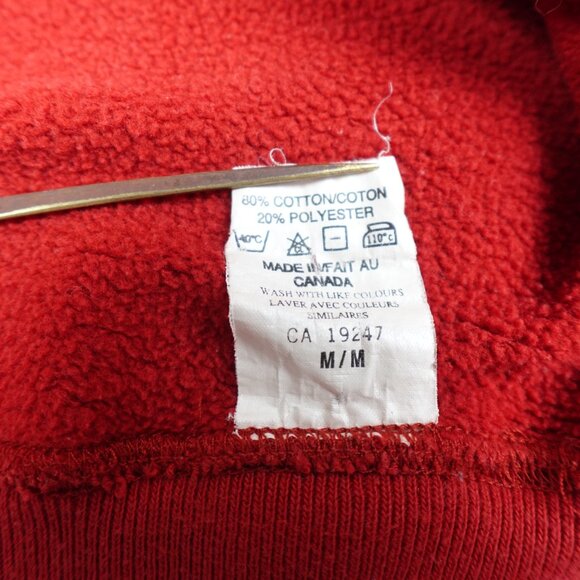 80% COTTON/COTON
20% POLYESTER
40°C 110°C
MADE IN/FAIT AU
CANADA
WASH WITH LIKE COLOURS
LAVER AVEC COULEURS
SIMILAIRES
CA 19247
M/M